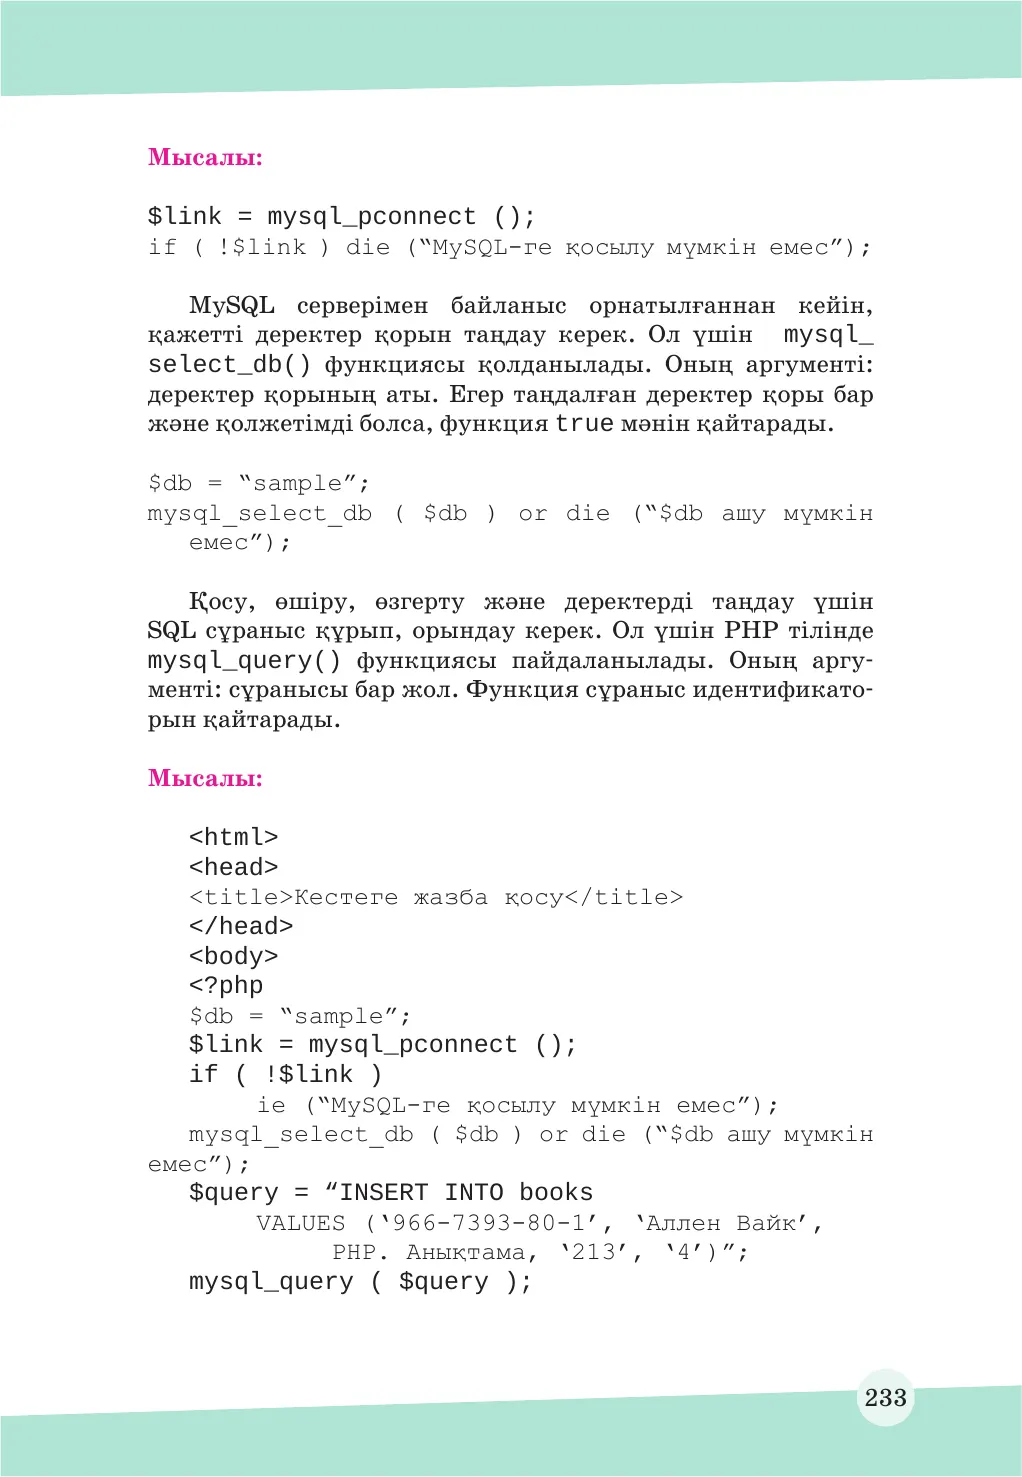 Мысалы:
$link = mysql_pconnect ();
if ( !$link ) die (“MySQL-ге қосылу мүмкін емес”);
MySQL серверімен байланыс орнатылғаннан кейін,
қажетті деректер қорын таңдау керек. Ол үшін mysql_
select_db() функциясы қолданылады. Оның аргументі:
деректер қорының аты. Егер таңдалған деректер қоры бар
және қолжетімді болса, функция true мәнін қайтарады.
$db = “sample”;
mysql_select_db ( $db ) or die (“$db ашу мүмкін
емес”);
Қосу, өшіру, өзгерту және деректерді таңдау үшін
SQL сұраныс құрып, орындау керек. Ол үшін PHP тілінде
mysql_query() функциясы пайдаланылады. Оның аргу-
менті: сұранысы бар жол. Функция сұраныс идентификато-
рын қайтарады.
Мысалы:
<html>
<head>
<title>Кестеге жазба қосу</title>
</head>
<body>
<?php
$db = “sample”;
$link = mysql_pconnect ();
if ( !$link )
ie (“MySQL-ге қосылу мүмкін емес”);
mysql_select_db ( $db ) or die (“$db ашу мүмкін
емес”);
$query = “INSERT INTO books
VALUES (‘966-7393-80-1’, ‘Аллен Вайк’,
PHP. Анықтама, ‘213’, ‘4’)”;
mysql_query ( $query );
233